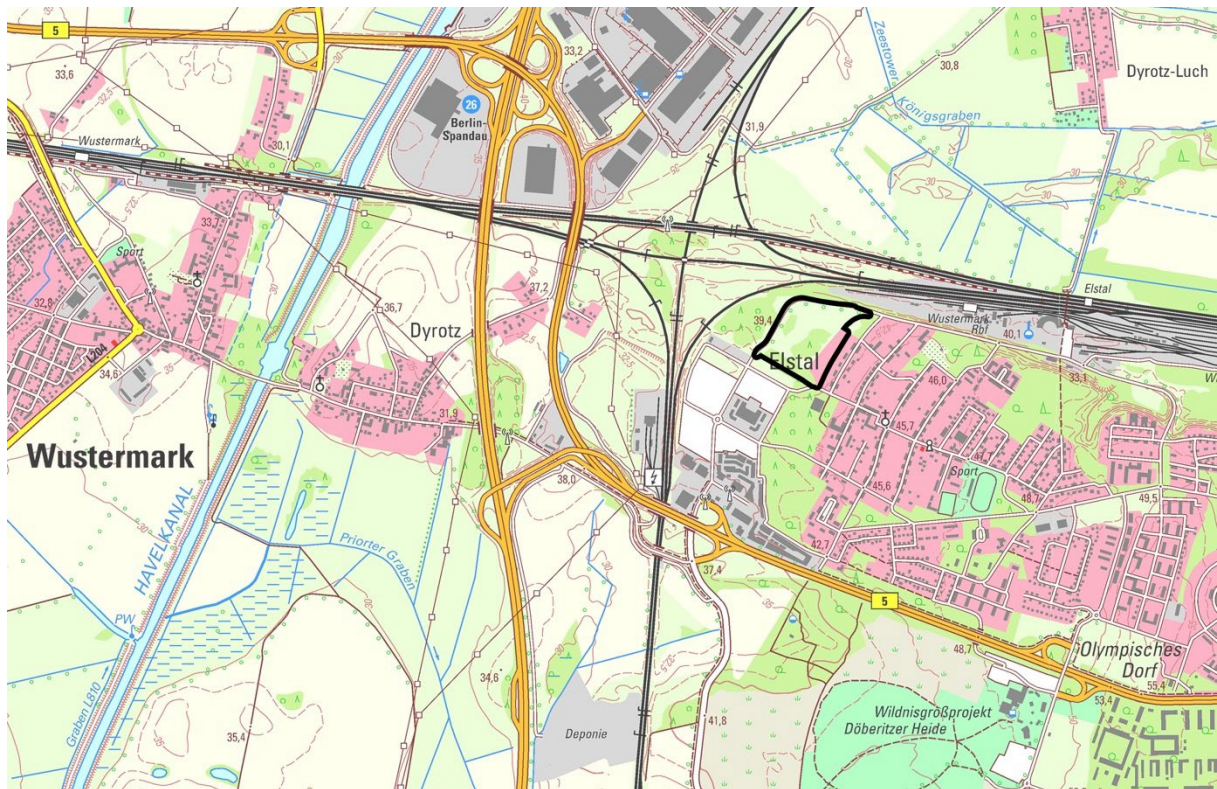 5
33,2
30,8
Zeestower
Dyrotz-Luch
33,6
32,5
26
Berlin-
Spandau
Königsgraben
31,9
30,1
Wustermark
33,7
Sport
36,7
37,2
32,8
L204
34,6
Dyrotz
39,4
Elstal
Wustermark
Rbf
40,1
Elstal
33,1
46,0
45,7
47,7
31,9
45,6
Sport
48,7
49,5
Wustermark
38,0
42,7
37,4
HAVELKANAL
Priorter Graben
PW
5
48,7
Olympisches
Dorf
55,4
53,4
Graben L810
34,6
41,8
Wildnisgroßprojekt
Döberitzer Heide
35,4
Deponie